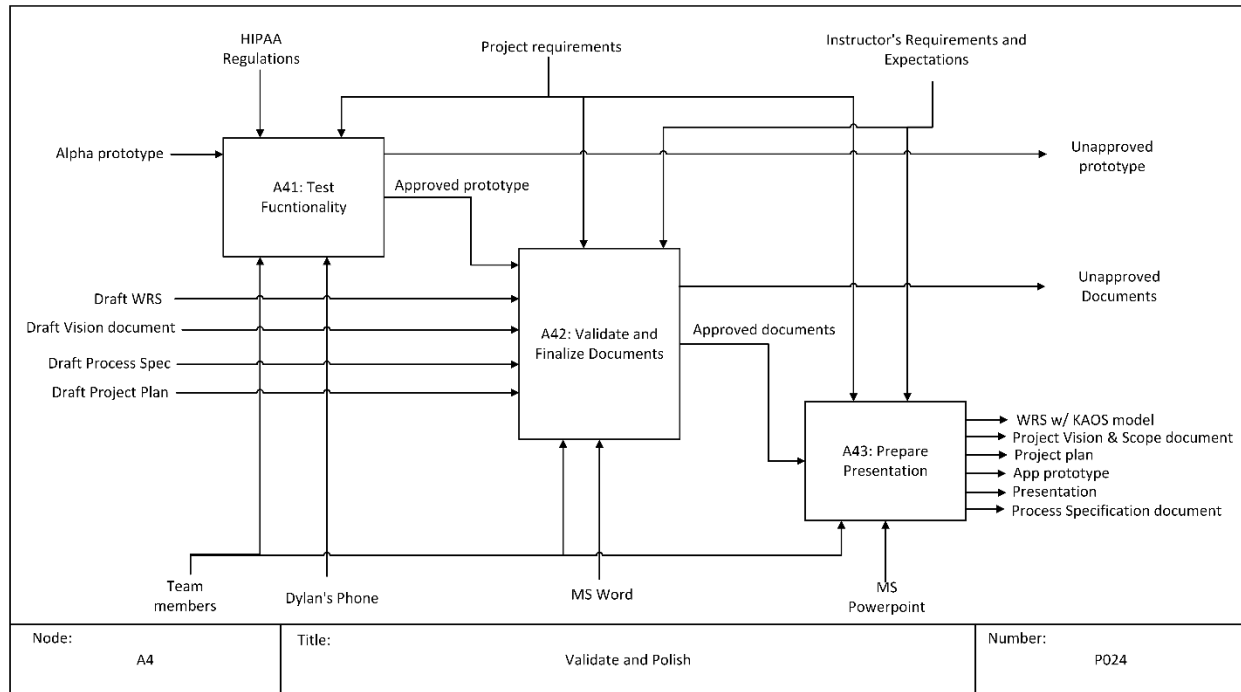 HIPAA
Regulations
Project requirements
Instructor's Requirements and
Expectations
Alpha prototype
A41: Test
Fucntionality
Approved prototype
Unapproved
prototype
Draft WRS
Draft Vision document
Draft Process Spec
Draft Project Plan
A42: Validate and
Finalize Documents
Unapproved
Documents
Approved documents
A43: Prepare
Presentation
WRS w/ KAOS model
Project Vision & Scope document
Project plan
App prototype
Presentation
Process Specification document
Team
members
Dylan's Phone
MS Word
MS
Powerpoint
Node:
A4
Title:
Validate and Polish
Number:
P024